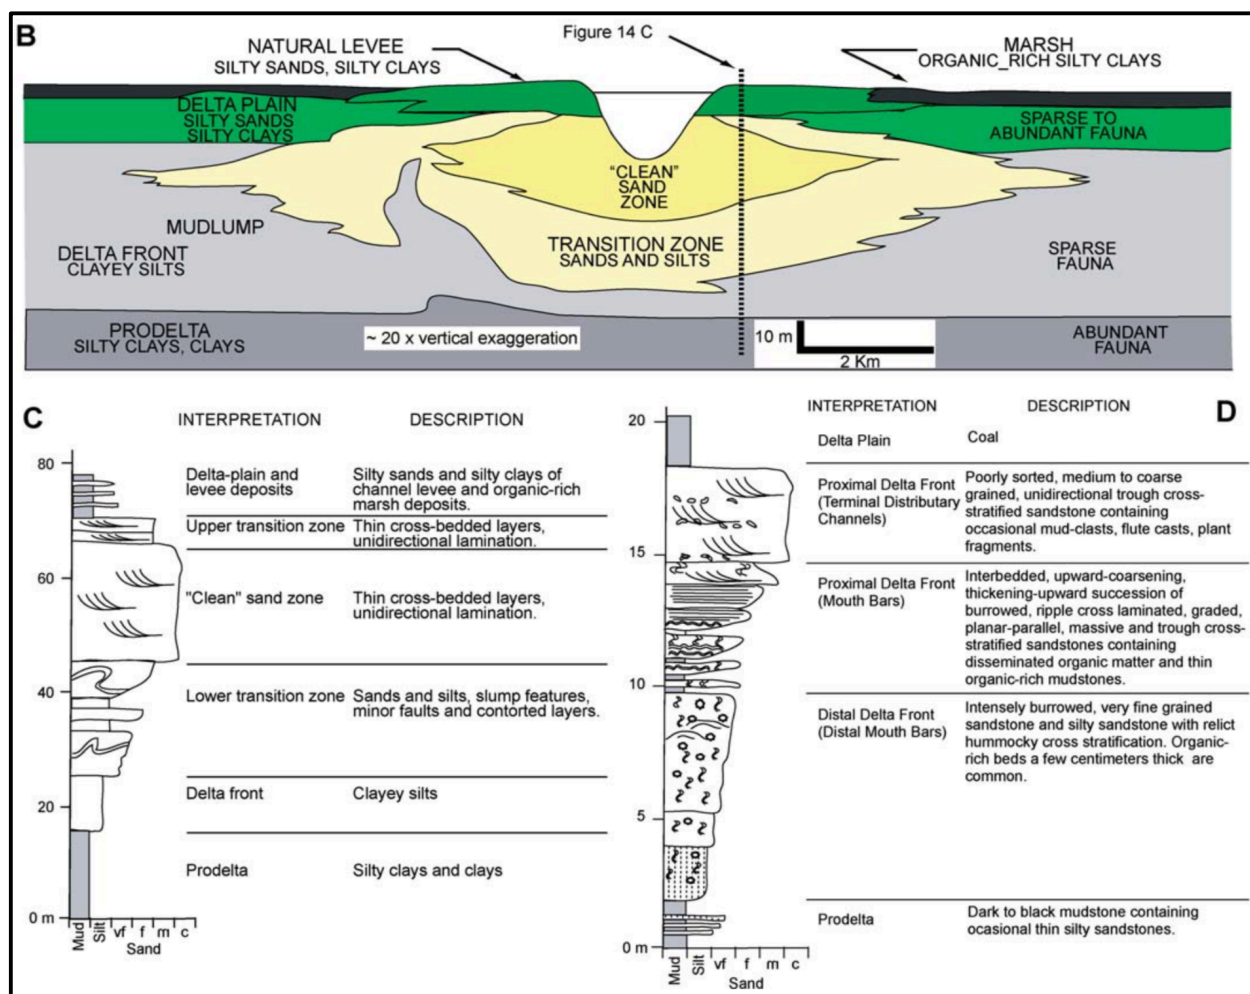 B
NATURAL LEVEE
SILTY SANDS, SILTY CLAYS
Figure 14 C
MARSH
ORGANIC_RICH SILTY CLAYS
DELTA PLAIN
SILTY SANDS
SILTY CLAYS
SPARSE TO
ABUNDANT FAUNA
"CLEAN"
SAND
ZONE
MUDLUMP
DELTA FRONT
CLAYEY SILTS
TRANSITION ZONE
SANDS AND SILTS
SPARSE
FAUNA
PRODELTA
SILTY CLAYS, CLAYS
~ 20 x vertical exaggeration
10 m
2 Km
ABUNDANT
FAUNA
C
INTERPRETATION
DESCRIPTION
80
Delta-plain and
levee deposits
Silty sands and silty clays of
channel levee and organic-rich
marsh deposits.
Upper transition zone
Thin cross-bedded layers,
unidirectional lamination.
60
"Clean" sand zone
Thin cross-bedded layers,
unidirectional lamination.
40
Lower transition zone
Sands and silts, slump features,
minor faults and contorted layers.
20
Delta front
Clayey silts
Prodelta
Silty clays and clays
0 m
Mud
Silt
vf
f
m
c
Sand
D
INTERPRETATION
DESCRIPTION
20
Delta Plain
Coal
Proximal Delta Front
(Terminal Distributary
Channels)
Poorly sorted, medium to coarse
grained, unidirectional trough cross-
stratified sandstone containing
occasional mud-clasts, flute casts, plant
fragments.
15
Proximal Delta Front
(Mouth Bars)
Interbedded, upward-coarsening,
thickening-upward succession of
burrowed, ripple cross laminated, graded,
planar-parallel, massive and trough cross-
stratified sandstones containing
disseminated organic matter and thin
organic-rich mudstones.
10
Distal Delta Front
(Distal Mouth Bars)
Intensely burrowed, very fine grained
sandstone and silty sandstone with relict
hummocky cross stratification. Organic-
rich beds a few centimeters thick are
common.
5
Prodelta
Dark to black mudstone containing
ocasional thin silty sandstones.
0 m
Mud
Silt
vf
f
m
c
Sand